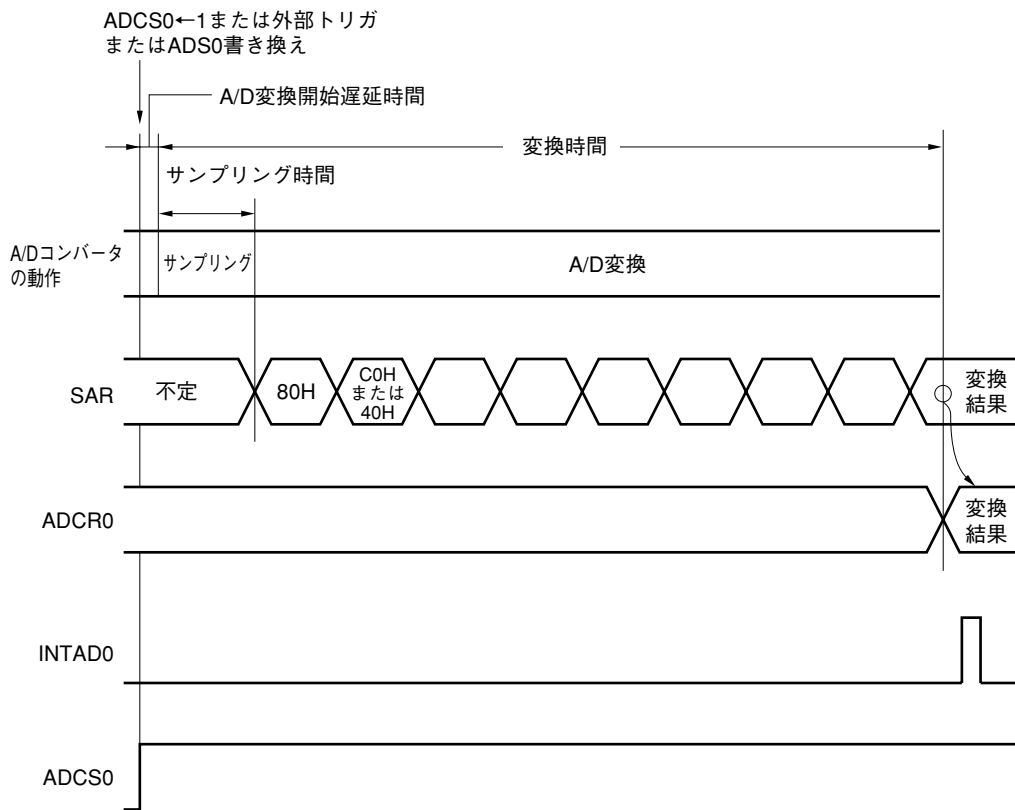 ADCS0←1または外部トリガ
またはADS0書き換え
A/D変換開始遅延時間
変換時間
サンプリング時間
A/Dコンバータ
の動作
サンプリング
A/D変換
SAR
不定
80H
C0H
または
40H
変換
結果
ADCR0
変換
結果
INTAD0
ADCS0